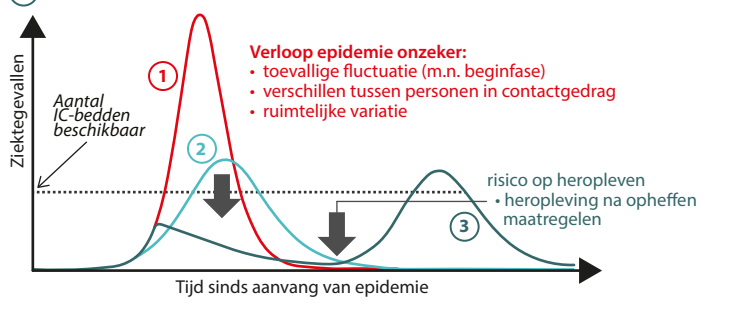 Ziektegevallen
Aantal
IC-bedden
beschikbaar
1
2
3
Verloop epidemie onzeker:
• toevallige fluctuatie (m.n. beginfase)
• verschillen tussen personen in contactgedrag
• ruimtelijke variatie
risico op heropleven
• heropleving na opheffen
maatregelen
Tijd sinds aanvang van epidemie